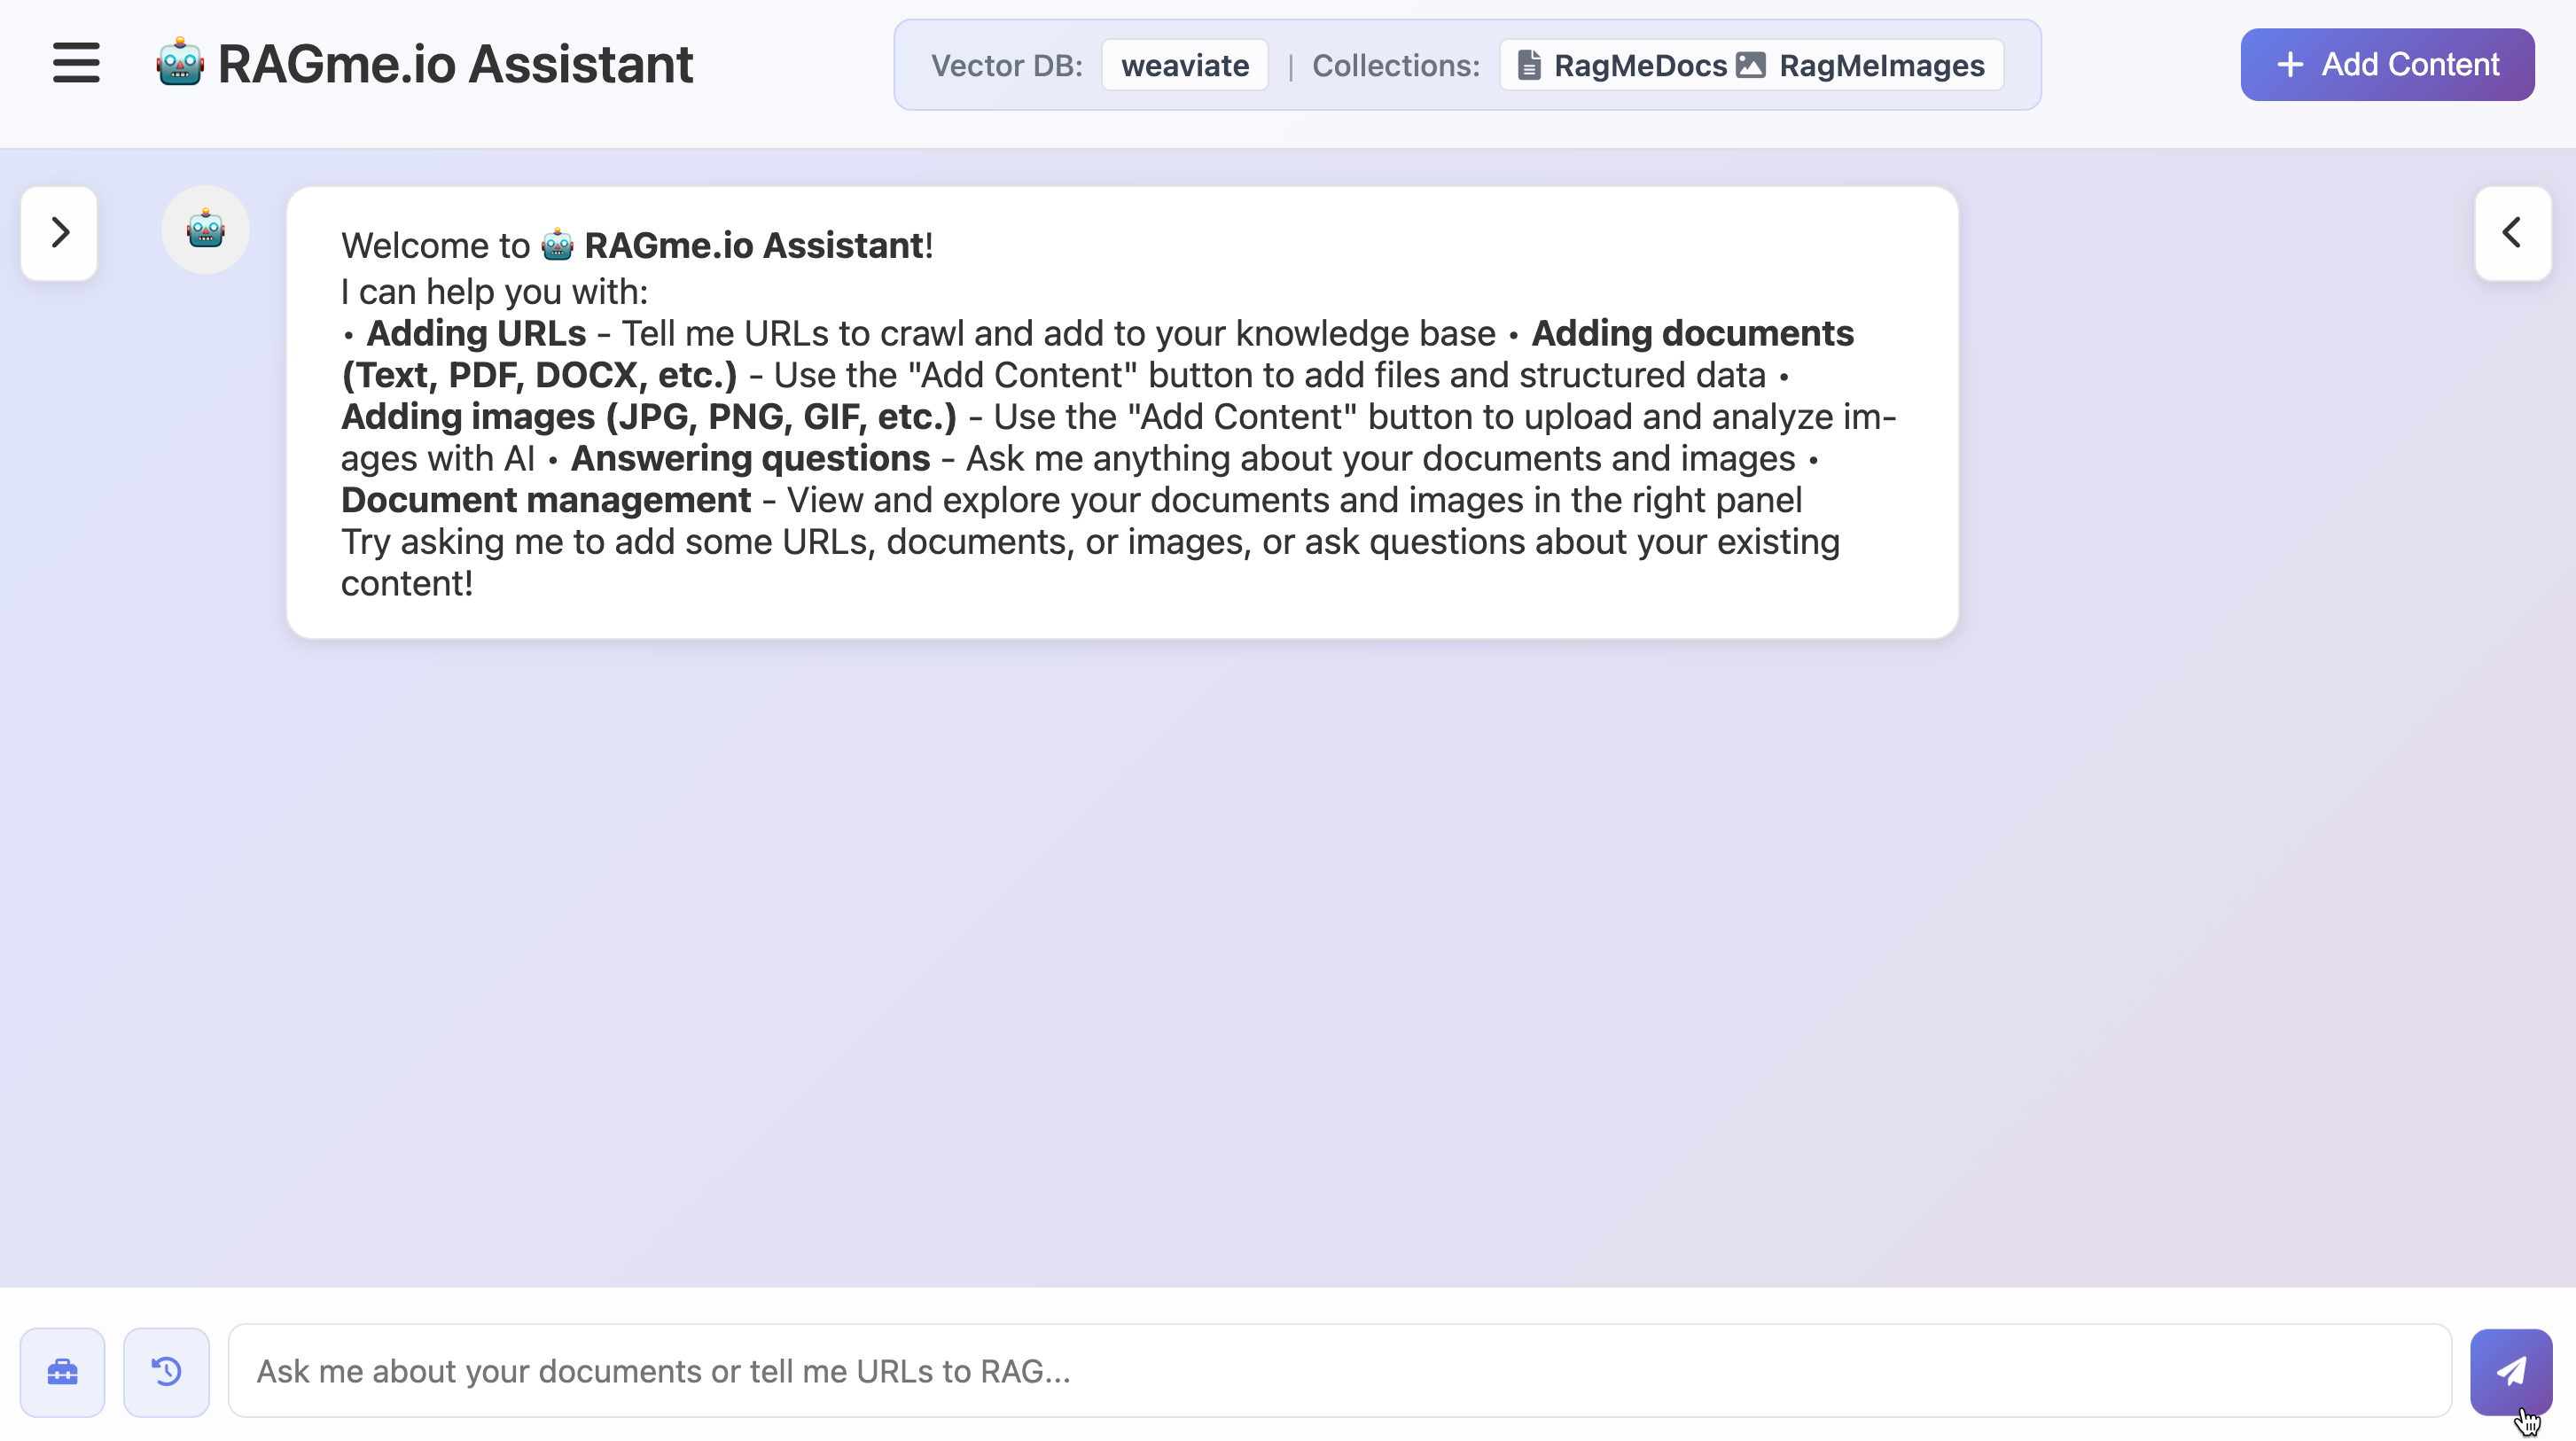 🤖 RAGme.io Assistant
Vector DB: weaviate | Collections: RagMeDocs RagMeImages
+ Add Content
Welcome to 🤖 RAGme.io Assistant!
I can help you with:
• Adding URLs - Tell me URLs to crawl and add to your knowledge base • Adding documents
(Text, PDF, DOCX, etc.) - Use the "Add Content" button to add files and structured data •
Adding images (JPG, PNG, GIF, etc.) - Use the "Add Content" button to upload and analyze im-
ages with AI • Answering questions - Ask me anything about your documents and images •
Document management - View and explore your documents and images in the right panel
Try asking me to add some URLs, documents, or images, or ask questions about your existing
content!
Ask me about your documents or tell me URLs to RAG...